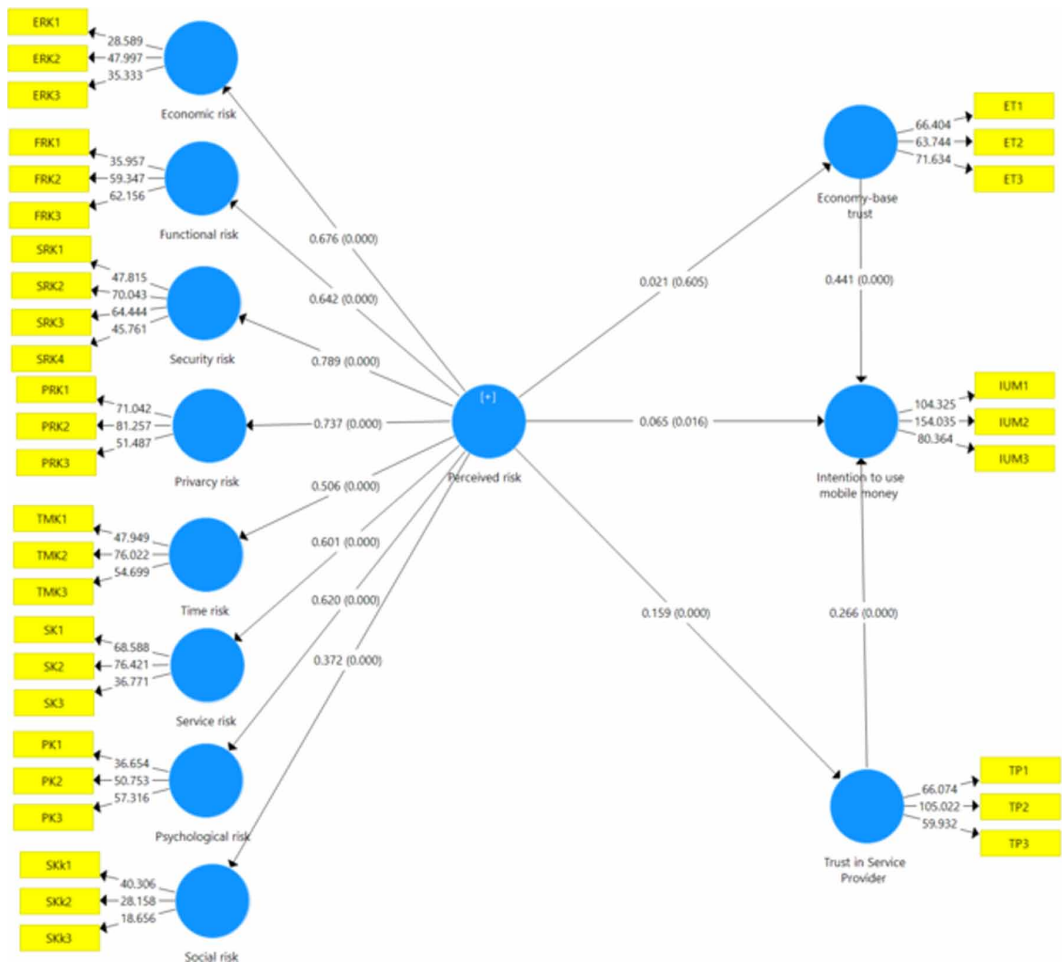 ERK1
28.589
ERK2
47.997
35.333
ERK3
Economic risk
FRK1
35.957
FRK2
59.347
62.156
FRK3
Functional risk
SRK1
47.815
SRK2
70.043
64.444
SRK3
45.761
SRK4
Security risk
PRK1
71.042
PRK2
81.257
51.487
PRK3
Privarcy risk
TMK1
47.949
TMK2
76.022
54.699
TMK3
Time risk
SK1
68.588
SK2
76.421
36.771
SK3
Service risk
PK1
36.654
PK2
50.753
57.316
PK3
Psychological risk
SKk1
40.306
SKk2
28.158
18.656
SKk3
Social risk
0.676 (0.000)
0.642 (0.000)
0.789 (0.000)
0.737 (0.000)
0.506 (0.000)
0.601 (0.000)
0.620 (0.000)
0.372 (0.000)
[+]
Perceived risk
0.021 (0.605)
0.065 (0.016)
0.159 (0.000)
Economy-base
trust
66.404
63.744
71.634
ET1
ET2
ET3
0.441 (0.000)
Intention to use
mobile money
104.325
154.035
80.364
IUM1
IUM2
IUM3
0.266 (0.000)
Trust in Service
Provider
66.074
105.022
59.932
TP1
TP2
TP3